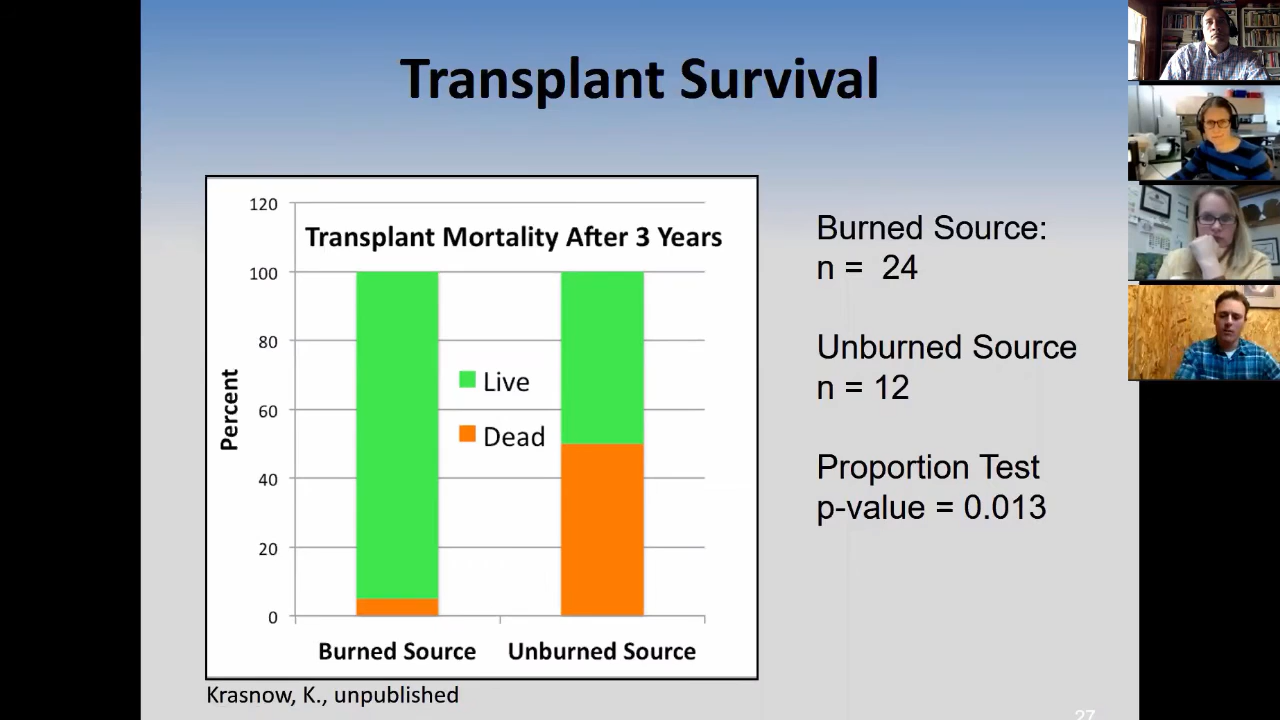 Transplant Survival
120
Transplant Mortality After 3 Years
100
80
60
40
20
0
Percent
Live
Dead
Burned Source
Unburned Source
Krasnow, K., unpublished
Burned Source:
n = 24
Unburned Source
n = 12
Proportion Test
p-value = 0.013
27